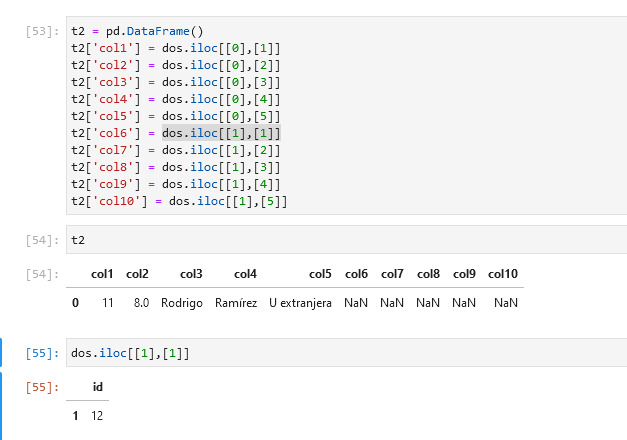 [53]: t2 = pd.DataFrame()
t2['col1'] = dos.iloc[[0],[1]]
t2['col2'] = dos.iloc[[0],[2]]
t2['col3'] = dos.iloc[[0],[3]]
t2['col4'] = dos.iloc[[0],[4]]
t2['col5'] = dos.iloc[[0],[5]]
t2['col6'] = dos.iloc[[1],[1]]
t2['col7'] = dos.iloc[[1],[2]]
t2['col8'] = dos.iloc[[1],[3]]
t2['col9'] = dos.iloc[[1],[4]]
t2['col10'] = dos.iloc[[1],[5]]
[54]: t2
[54]: col1 col2 col3 col4 col5 col6 col7 col8 col9 col10
0 11 8.0 Rodrigo Ramírez U extranjera NaN NaN NaN NaN NaN
[55]: dos.iloc[[1],[1]]
[55]: id
1 12